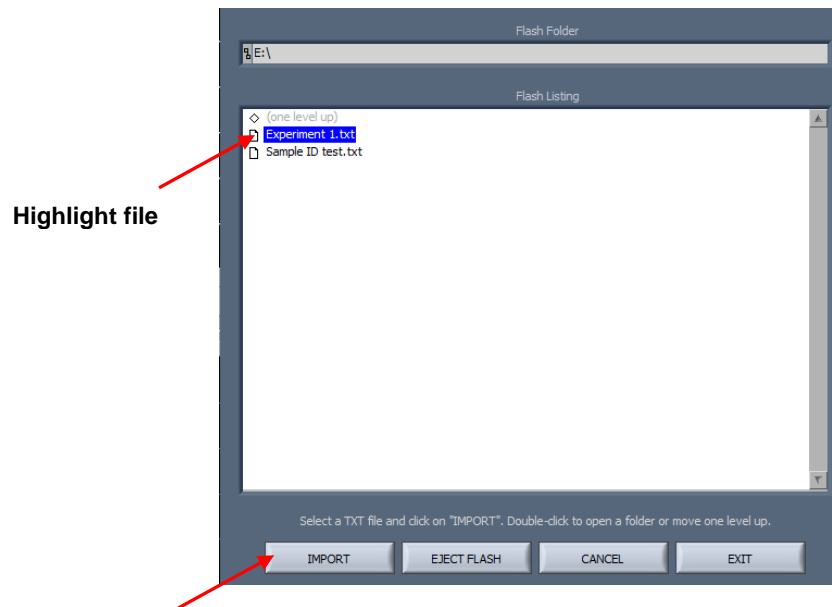 Flash Folder
E:\
Flash Listing
(one level up)
Experiment 1.txt
Sample ID test.txt
Highlight file
Select a TXT file and click on "IMPORT". Double-click to open a folder or move one level up.
IMPORT EJECT FLASH CANCEL EXIT